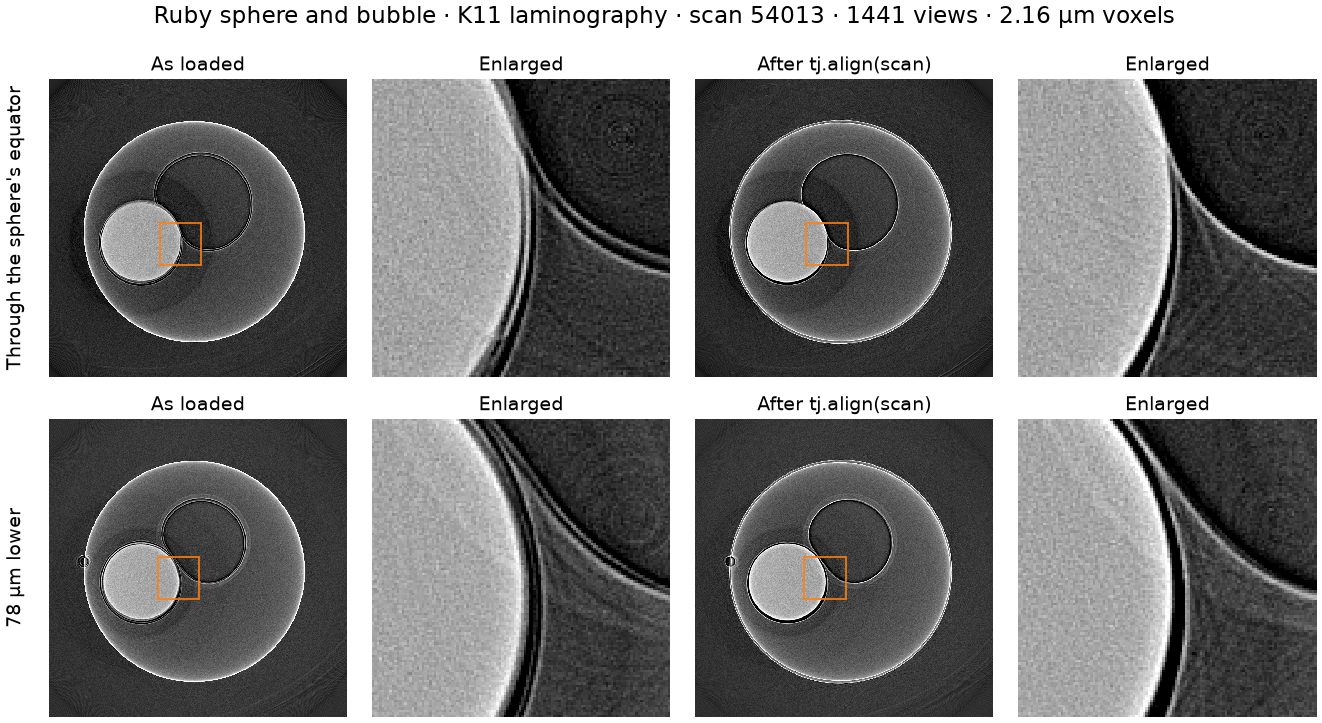 Ruby sphere and bubble · K11 laminography · scan 54013 · 1441 views · 2.16 µm voxels
As loaded
Enlarged
After tj.align(scan)
Enlarged
Through the sphere's equator
As loaded
Enlarged
After tj.align(scan)
Enlarged
78 µm lower